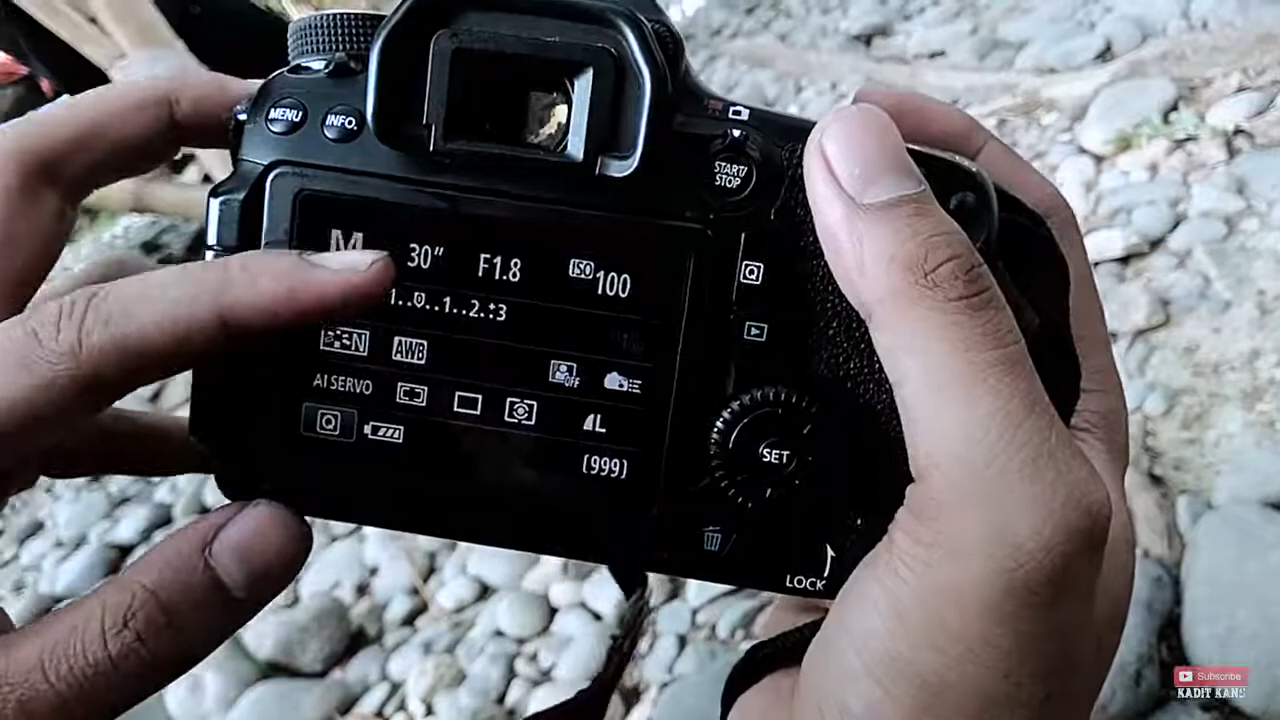 MENU
INFO.
START/
STOP
M 30" F1.8 ISO 100
1..0..1..2.:3
N AWB OFF
AI SERVO L
Q
Q
(999)
SET
LOCK
Subscribe
KADIT KANS